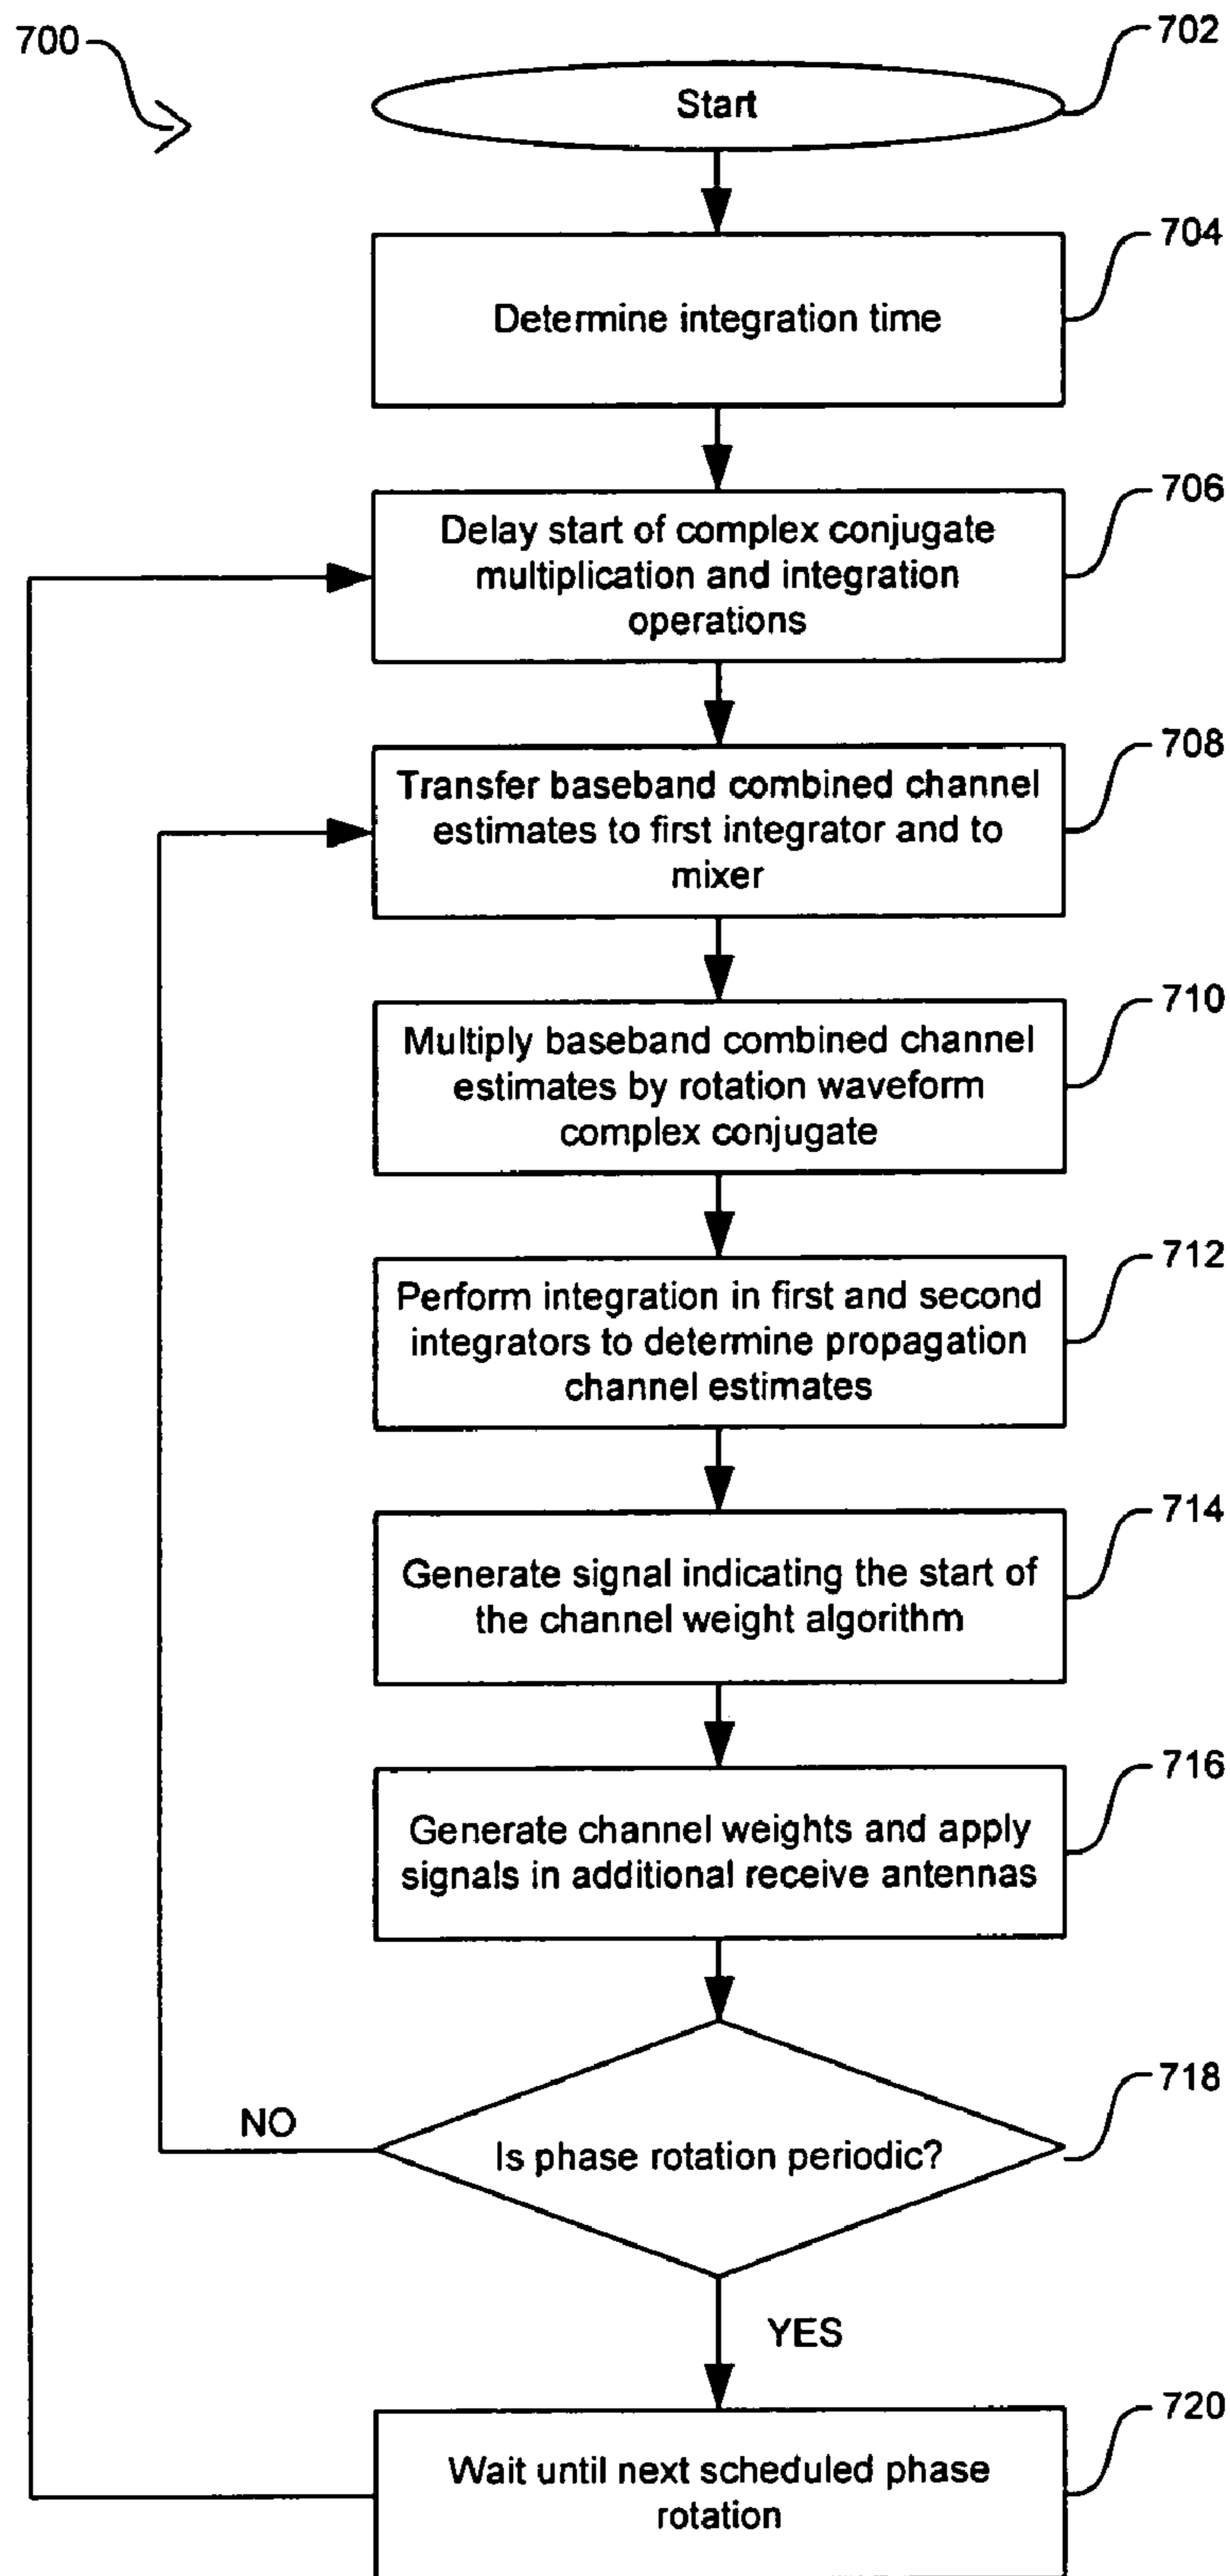 700
702
Start
704
Determine integration time
706
Delay start of complex conjugate
multiplication and integration
operations
708
Transfer baseband combined channel
estimates to first integrator and to
mixer
710
Multiply baseband combined channel
estimates by rotation waveform
complex conjugate
712
Perform integration in first and second
integrators to determine propagation
channel estimates
714
Generate signal indicating the start of
the channel weight algorithm
716
Generate channel weights and apply
signals in additional receive antennas
718
NO
Is phase rotation periodic?
YES
720
Wait until next scheduled phase
rotation